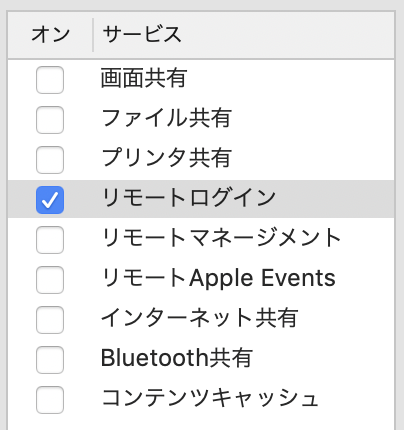 オン サービス
画面共有
ファイル共有
プリンタ共有
リモートログイン
リモートマネージメント
リモートApple Events
インターネット共有
Bluetooth共有
コンテンツキャッシュ